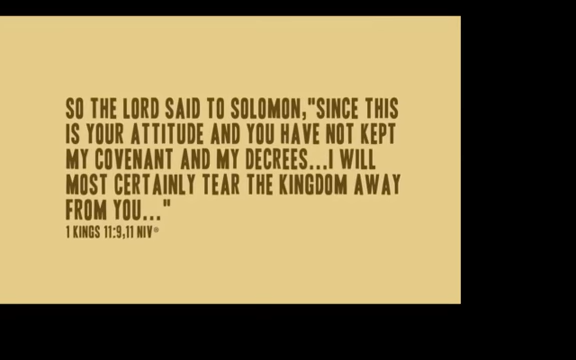 SO THE LORD SAID TO SOLOMON,"SINCE THIS
IS YOUR ATTITUDE AND YOU HAVE NOT KEPT
MY COVENANT AND MY DECREES...I WILL
MOST CERTAINLY TEAR THE KINGDOM AWAY
FROM YOU..."
1 KINGS 11:9,11 NIV®